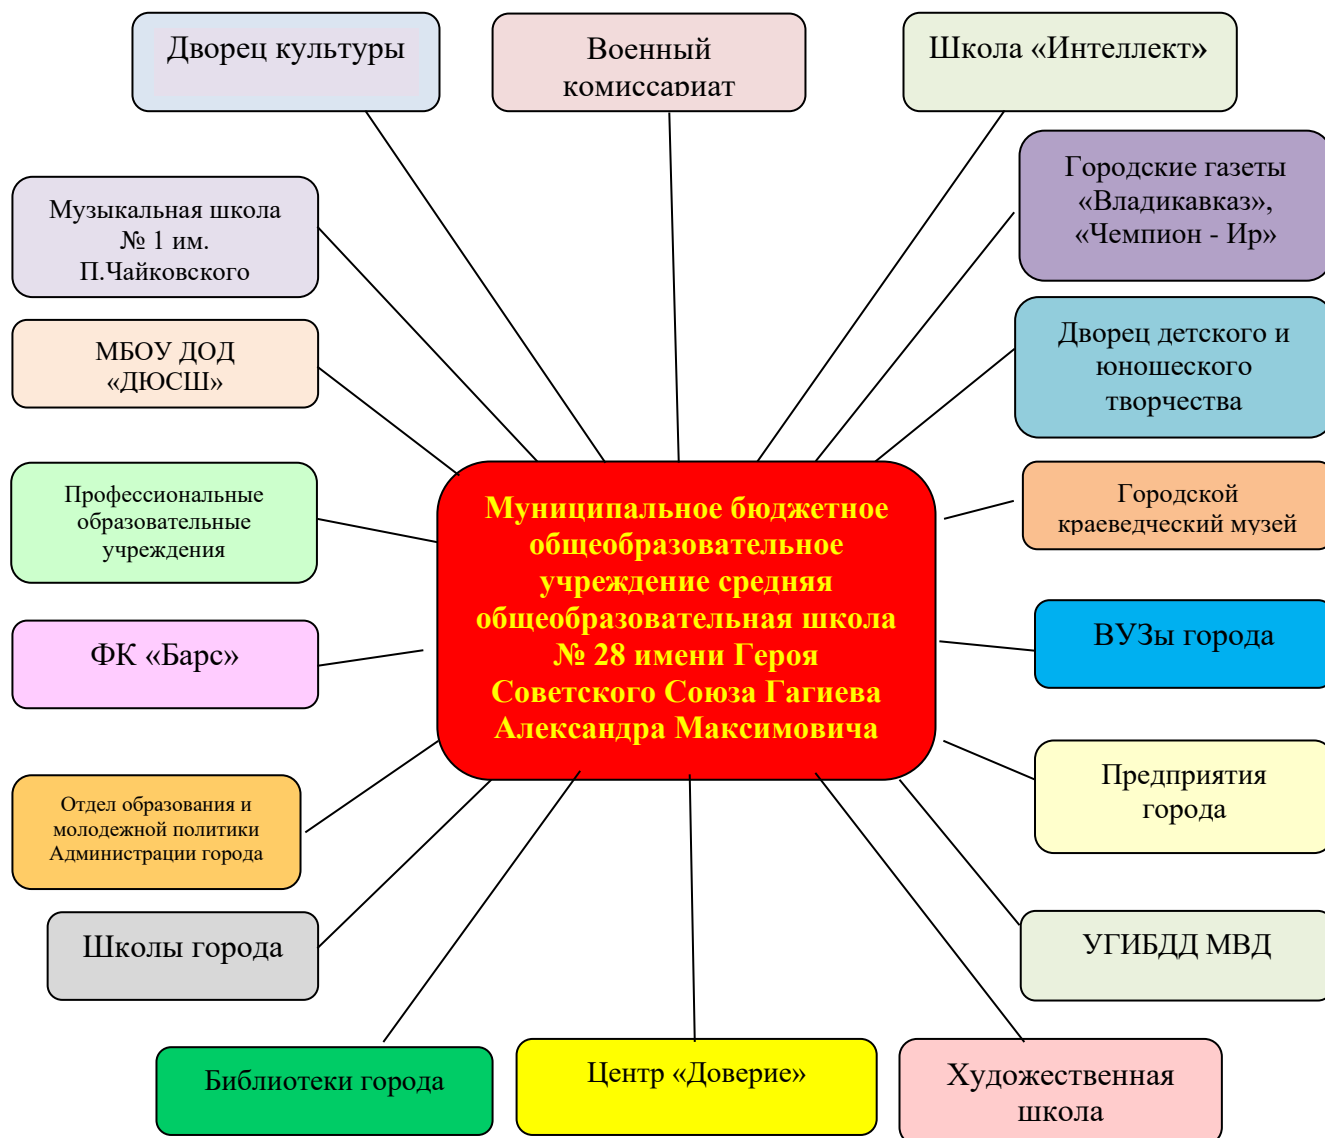 Дворец культуры
Военный
комиссариат
Школа «Интеллект»
Музыкальная школа
№ 1 им.
П.Чайковского
Городские газеты
«Владикавказ»,
«Чемпион - Ир»
МБОУ ДОД
«ДЮСШ»
Дворец детского и
юношеского
творчества
Профессиональные
образовательные
учреждения
Муниципальное бюджетное
общеобразовательное
учреждение средняя
общеобразовательная школа
№ 28 имени Героя
Советского Союза Гагиева
Александра Максимовича
Городской
краеведческий музей
ФК «Барс»
ВУЗы города
Отдел образования и
молодежной политики
Администрации города
Предприятия
города
Школы города
УГИБДД МВД
Библиотеки города
Центр «Доверие»
Художественная
школа